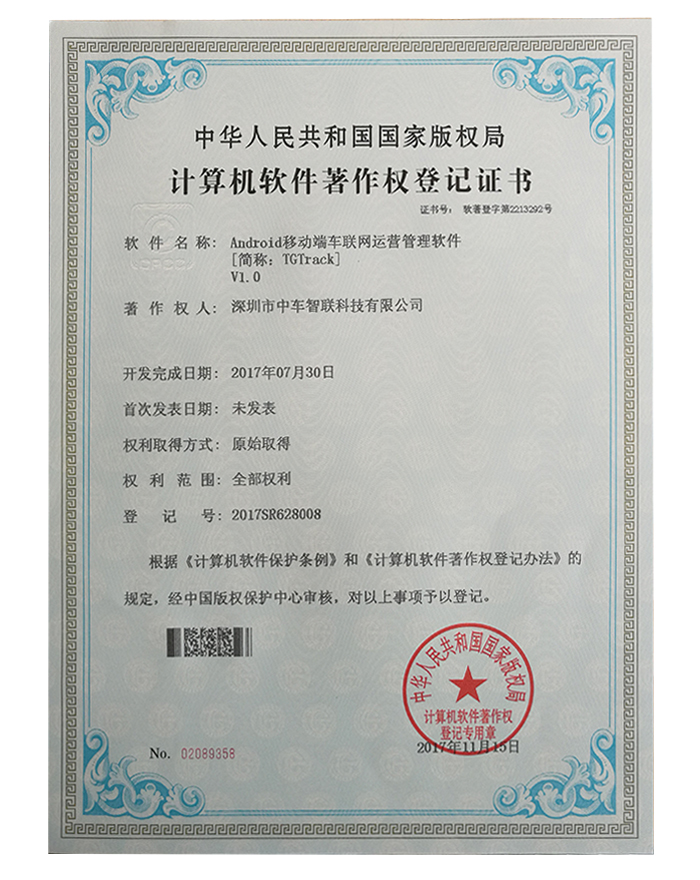 中华人民共和国国家版权局
计算机软件著作权登记证书
证书号： 软著登字第2213292号
软件名称： Android移动端车联网运营管理软件
[简称：TGTrack]
V1.0
著作权人： 深圳市中车智联科技有限公司
开发完成日期： 2017年07月30日
首次发表日期： 未发表
权利取得方式： 原始取得
权利范围： 全部权利
登记号： 2017SR628008
根据《计算机软件保护条例》和《计算机软件著作权登记办法》的
规定，经中国版权保护中心审核，对以上事项予以登记。
中华人民共和国国家版权局
计算机软件著作权
登记专用章
2017年11月15日
No. 02089358
CPCC